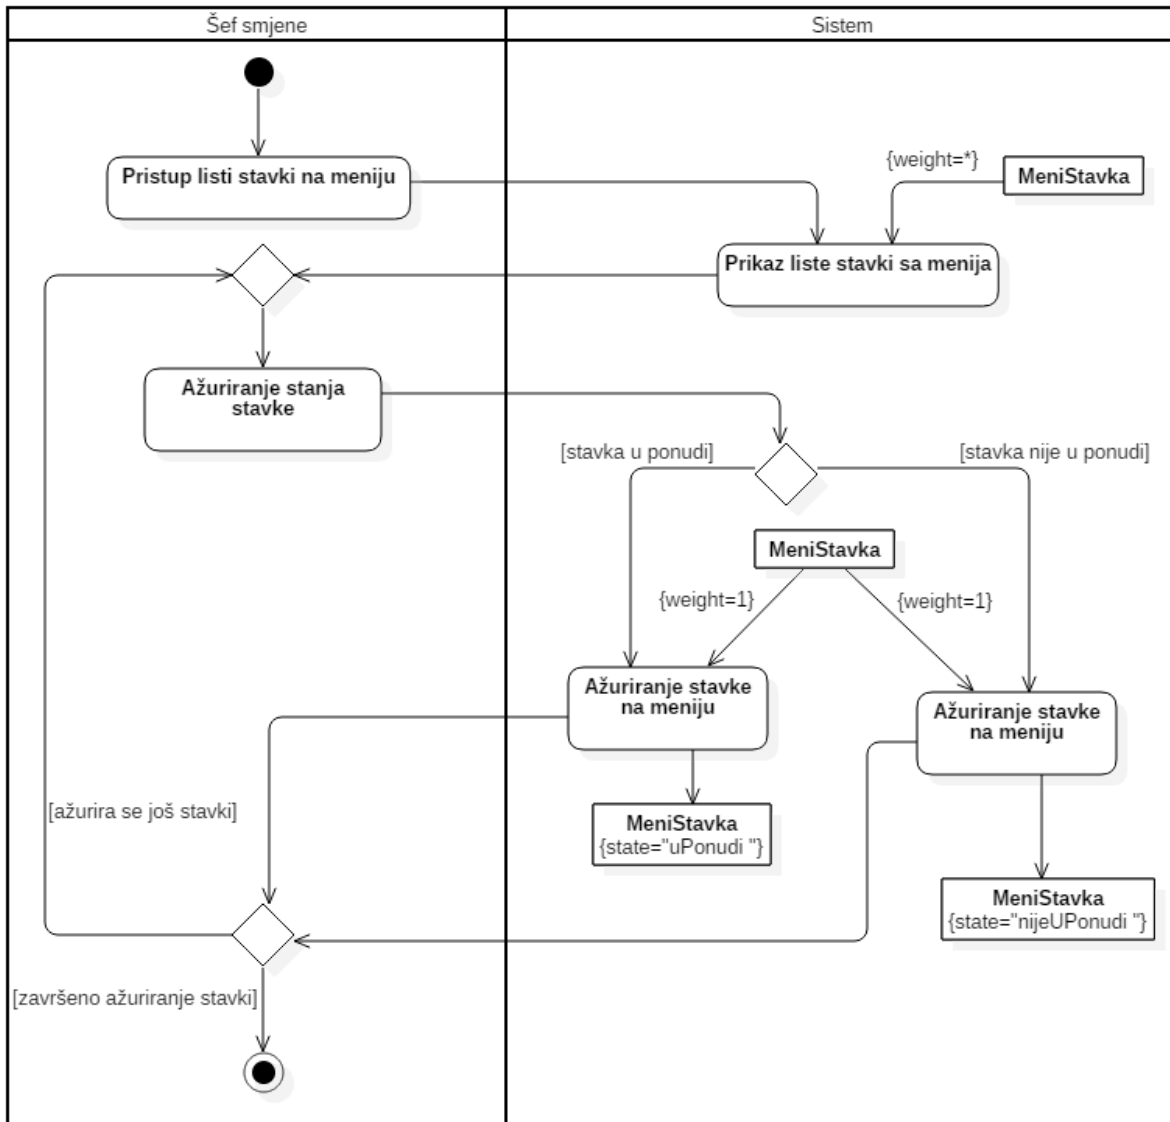 Šef smjene
Sistem
Pristup listi stavki na meniju
{weight=*}
MeniStavka
Prikaz liste stavki sa menija
Ažuriranje stanja
stavke
[stavka u ponudi]
[stavka nije u ponudi]
MeniStavka
{weight=1}
{weight=1}
Ažuriranje stavke
na meniju
Ažuriranje stavke
na meniju
[ažurira se još stavki]
MeniStavka
{state="uPonudi "}
MeniStavka
{state="nijeUPonudi "}
[završeno ažuriranje stavki]